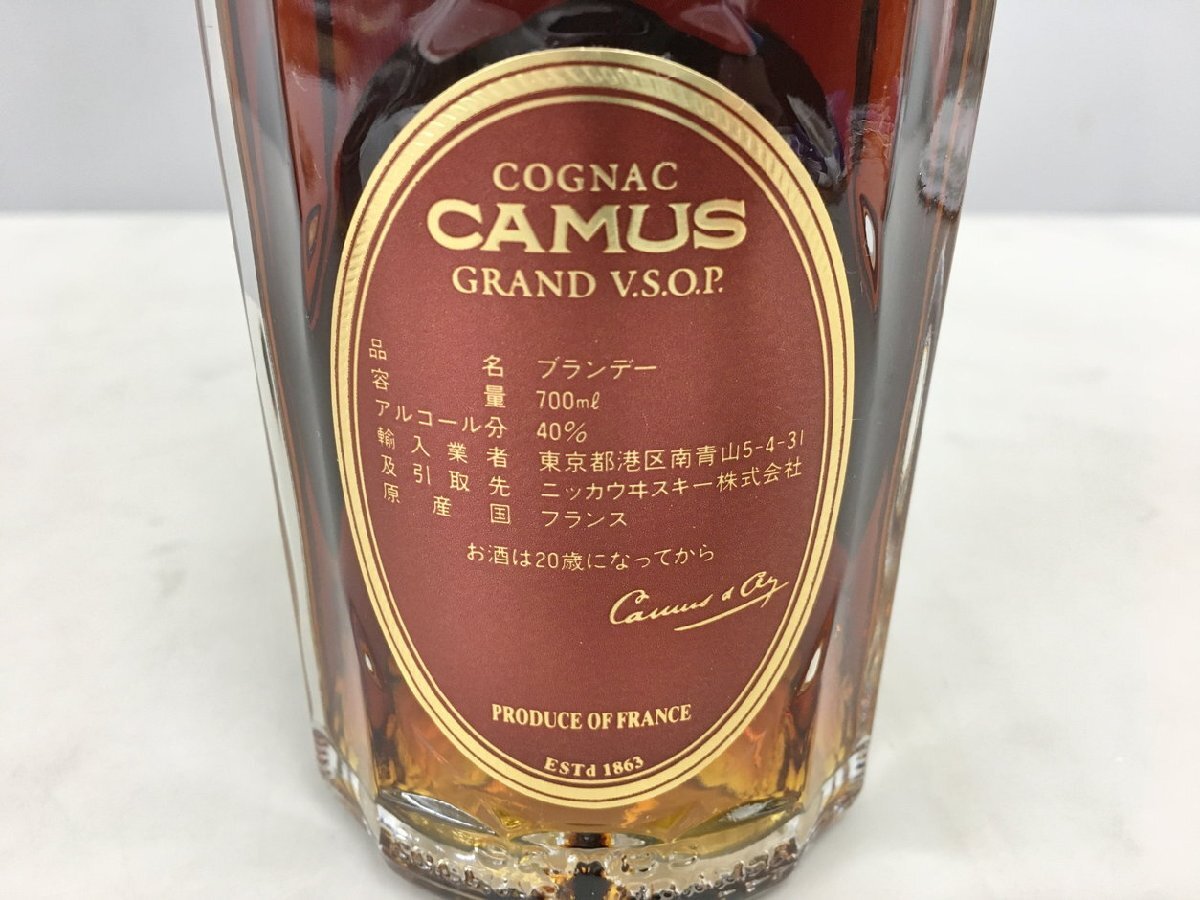 COGNAC
CAMUS
GRAND V.S.O.P.
品名 ブランデー
容量 700ml
アルコール分 40%
輸入業者 東京都港区南青山5-4-31
及引取先 ニッカウヰスキー株式会社
原産国 フランス
お酒は20歳になってから
Camus & Co
PRODUCE OF FRANCE
ESTd 1863